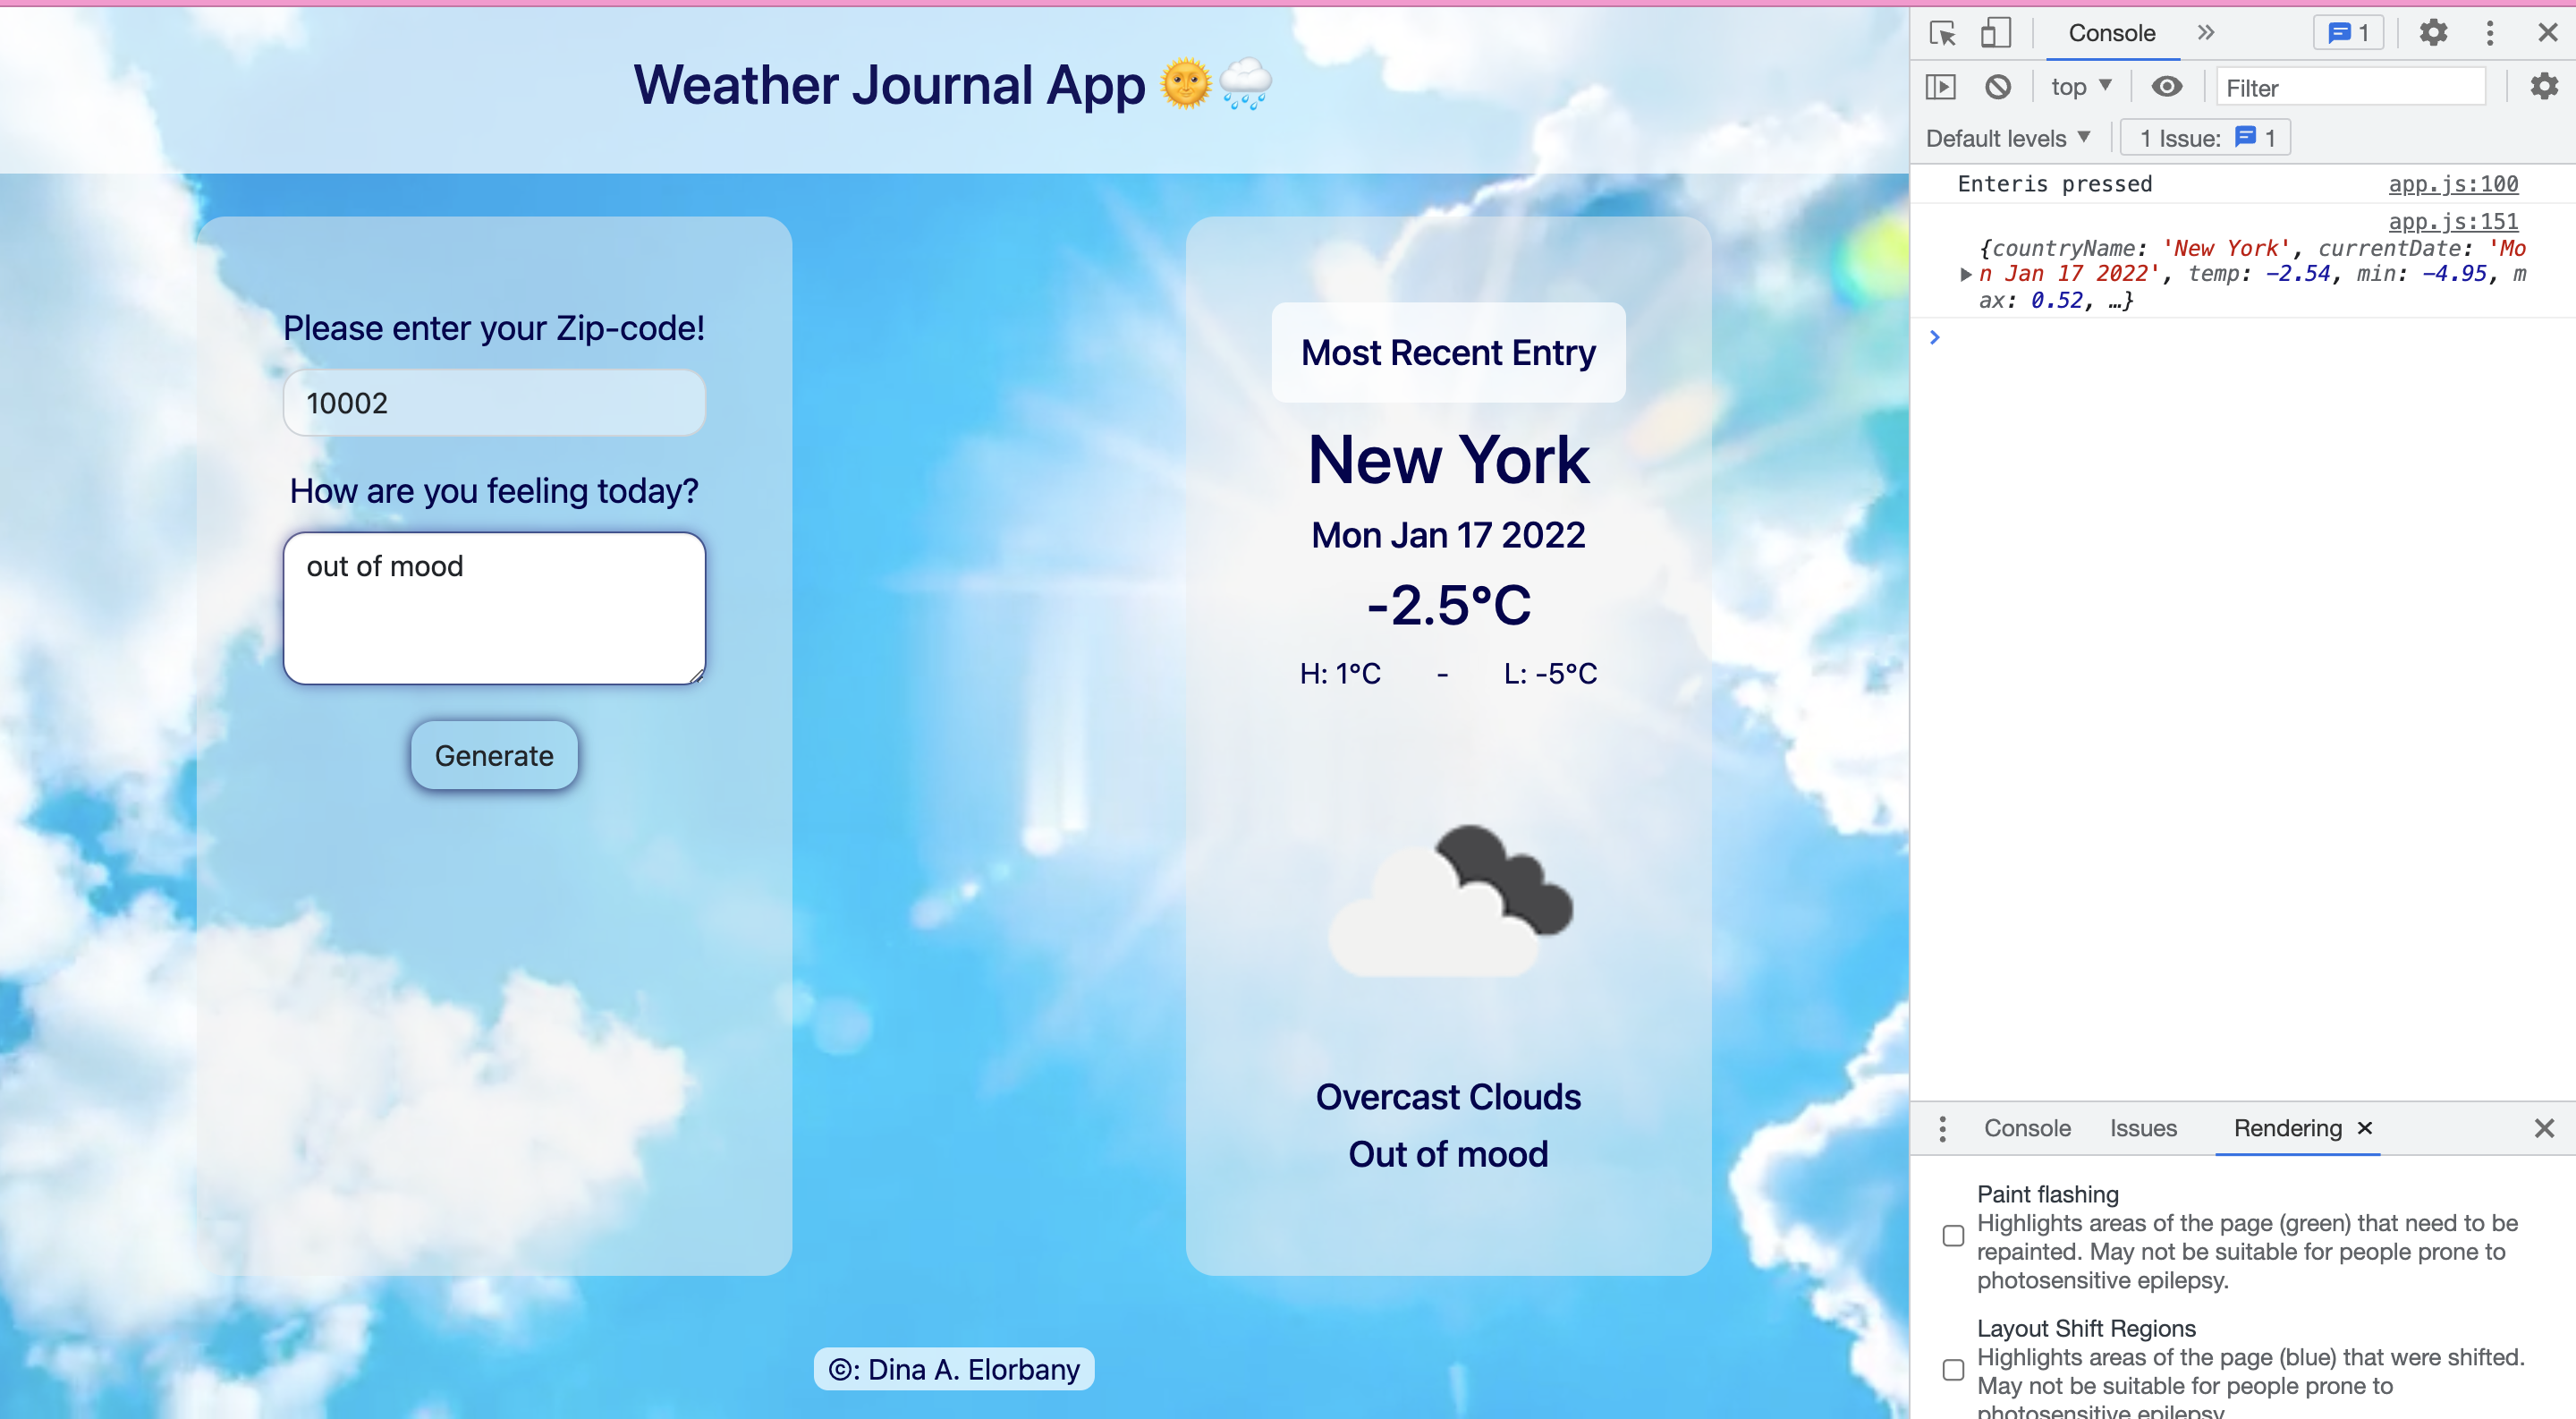 Weather Journal App 🌞🌧️
Please enter your Zip-code!
10002
How are you feeling today?
out of mood
Generate
Most Recent Entry
New York
Mon Jan 17 2022
-2.5°C
H: 1°C - L: -5°C
Overcast Clouds
Out of mood
©: Dina A. Elorbany
Console » 1
top ▼ Filter
Default levels ▼ 1 Issue: 1
Enteris pressed app.js:100
app.js:151
{countryName: 'New York', currentDate: 'Mo
▶ n Jan 17 2022', temp: −2.54, min: −4.95, m
ax: 0.52, …}
Console Issues Rendering ×
Paint flashing
Highlights areas of the page (green) that need to be
repainted. May not be suitable for people prone to
photosensitive epilepsy.
Layout Shift Regions
Highlights areas of the page (blue) that were shifted.
May not be suitable for people prone to
photosensitive epilepsy